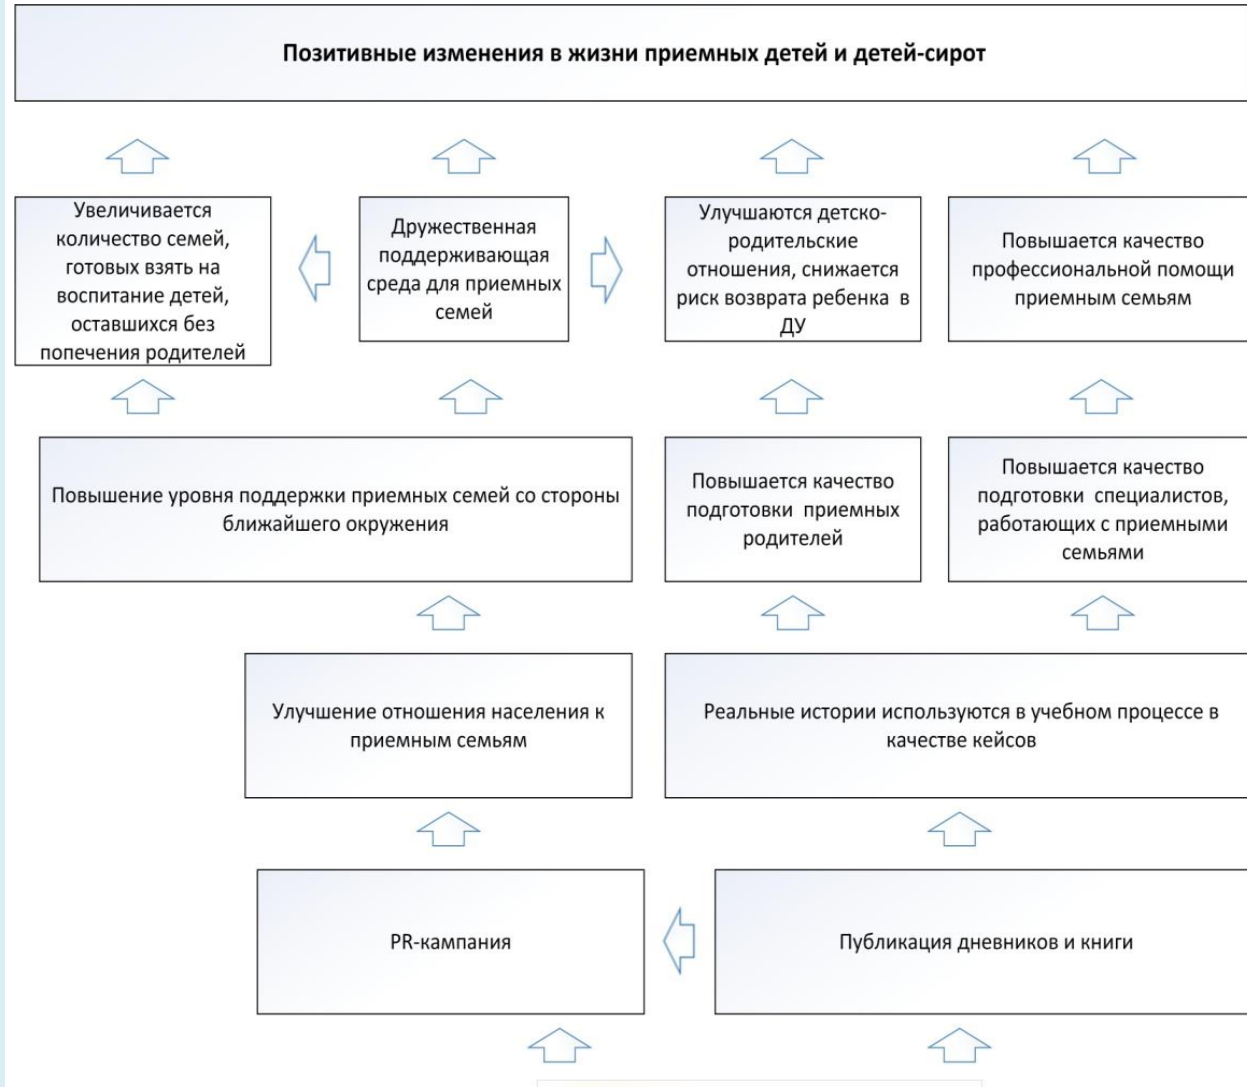 Позитивные изменения в жизни приемных детей и детей-сирот
Увеличивается
количество семей,
готовых взять на
воспитание детей,
оставшихся без
попечения родителей
Дружественная
поддерживающая
среда для приемных
семей
Улучшаются детско-
родительские
отношения, снижается
риск возврата ребенка в
ДУ
Повышается качество
профессиональной помощи
приемным семьям
Повышение уровня поддержки приемных семей со стороны
ближайшего окружения
Повышается качество
подготовки приемных
родителей
Повышается качество
подготовки специалистов,
работающих с приемными
семьями
Улучшение отношения населения к
приемным семьям
Реальные истории используются в учебном процессе в
качестве кейсов
PR-кампания
Публикация дневников и книги